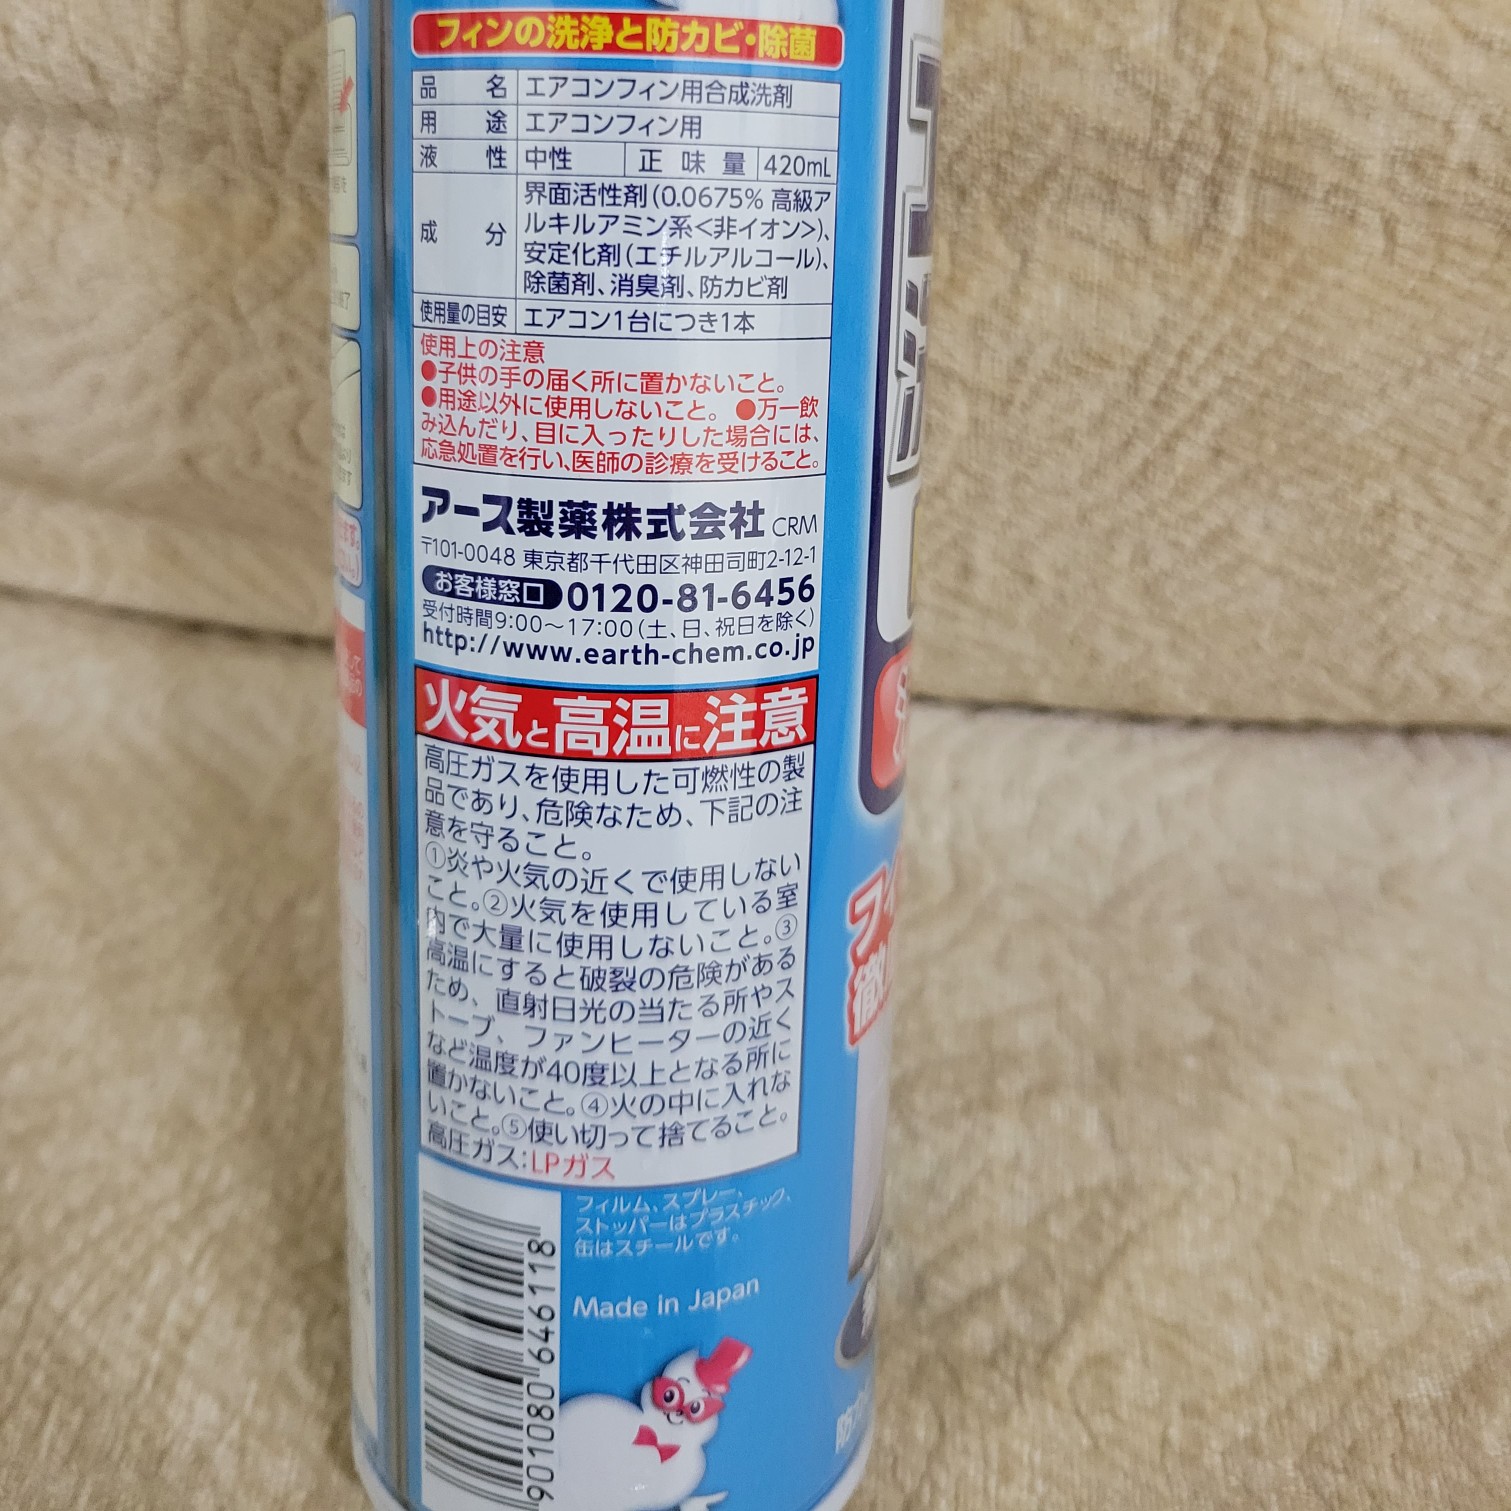 フィンの洗浄と防カビ・除菌
品名 エアコンフィン用合成洗剤
用途 エアコンフィン用
液性 中性 正味量 420mL
成分 界面活性剤(0.0675% 高級ア
ルキルアミン系<非イオン>)、
安定化剤(エチルアルコール)、
除菌剤、消臭剤、防カビ剤
使用量の目安 エアコン1台につき1本
使用上の注意
●子供の手の届く所に置かないこと。
●用途以外に使用しないこと。 ●万一飲
み込んだり、目に入ったりした場合には、
応急処置を行い、医師の診療を受けること。
アース製薬株式会社 CRM
〒101-0048 東京都千代田区神田司町2-12-1
お客様窓口 0120-81-6456
受付時間9:00〜17:00(土、日、祝日を除く)
http://www.earth-chem.co.jp
火気と高温に注意
高圧ガスを使用した可燃性の製
品であり、危険なため、下記の注
意を守ること。
①炎や火気の近くで使用しない
こと。②火気を使用している室
内で大量に使用しないこと。③
高温にすると破裂の危険がある
ため、直射日光の当たる所やス
トーブ、ファンヒーターの近く
など温度が40度以上となる所に
置かないこと。④火の中に入れな
いこと。⑤使い切って捨てること。
高圧ガス:LPガス
フィルム、スプレー、
ストッパーはプラスチック、
缶はスチールです。
Made in Japan
901080 646118